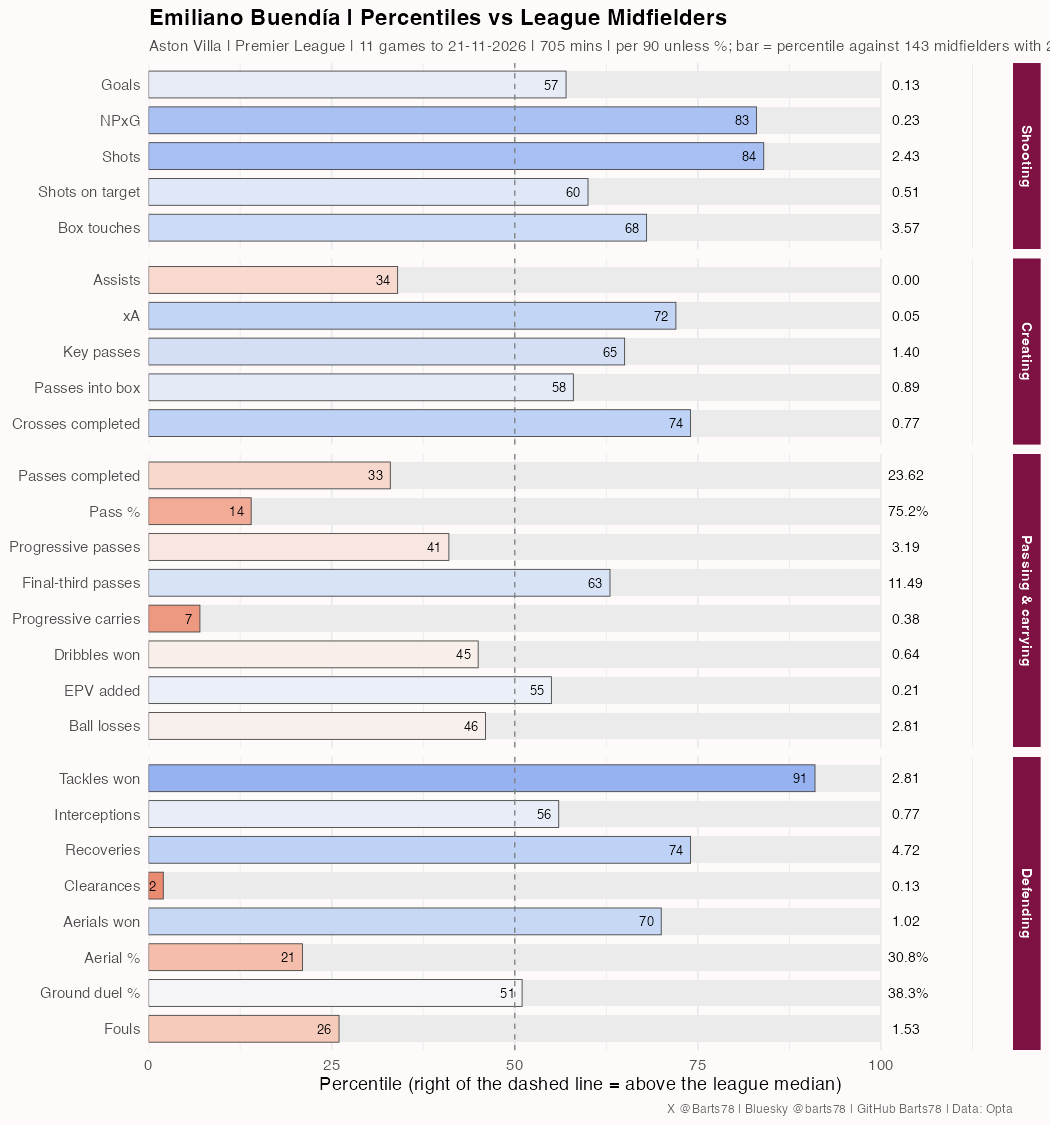 Emiliano Buendía | Percentiles vs League Midfielders
Aston Villa | Premier League | 11 games to 21-11-2026 | 705 mins | per 90 unless %; bar = percentile against 143 midfielders with
Goals 57 0.13
NPxG 83 0.23
Shots 84 2.43
Shots on target 60 0.51
Box touches 68 3.57
Shooting
Assists 34 0.00
xA 72 0.05
Key passes 65 1.40
Passes into box 58 0.89
Crosses completed 74 0.77
Creating
Passes completed 33 23.62
Pass % 14 75.2%
Progressive passes 41 3.19
Final-third passes 63 11.49
Progressive carries 7 0.38
Dribbles won 45 0.64
EPV added 55 0.21
Ball losses 46 2.81
Passing & carrying
Tackles won 91 2.81
Interceptions 56 0.77
Recoveries 74 4.72
Clearances 2 0.13
Aerials won 70 1.02
Aerial % 21 30.8%
Ground duel % 51 38.3%
Fouls 26 1.53
Defending
0 25 50 75 100
Percentile (right of the dashed line = above the league median)
X @Barts78 | Bluesky @barts78 | GitHub Barts78 | Data: Opta